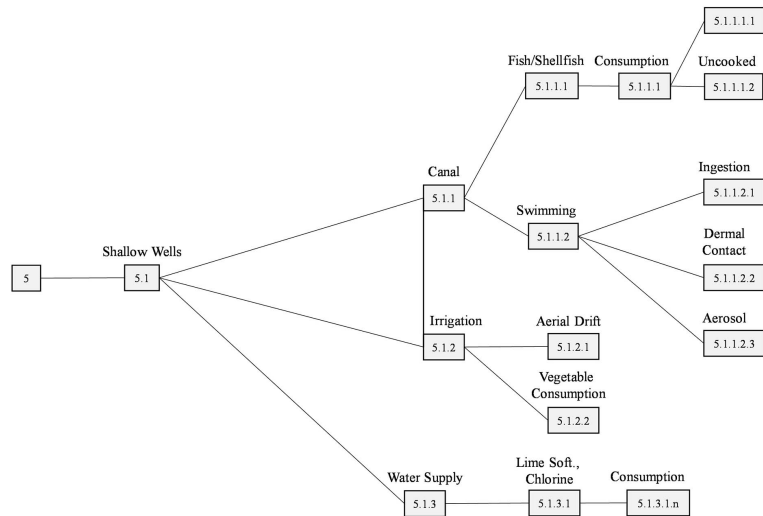 5.1.1.1.1
Fish/Shellfish
Consumption
Uncooked
5.1.1.1
5.1.1.1
5.1.1.1.2
Canal
Ingestion
5.1.1
5.1.1.2.1
Swimming
5.1.1.2
Dermal
Contact
Shallow Wells
5
5.1
5.1.1.2.2
Irrigation
Aerial Drift
Aerosol
5.1.2
5.1.2.1
5.1.1.2.3
Vegetable
Consumption
5.1.2.2
Water Supply
Lime Soft.,
Chlorine
Consumption
5.1.3
5.1.3.1
5.1.3.1.n